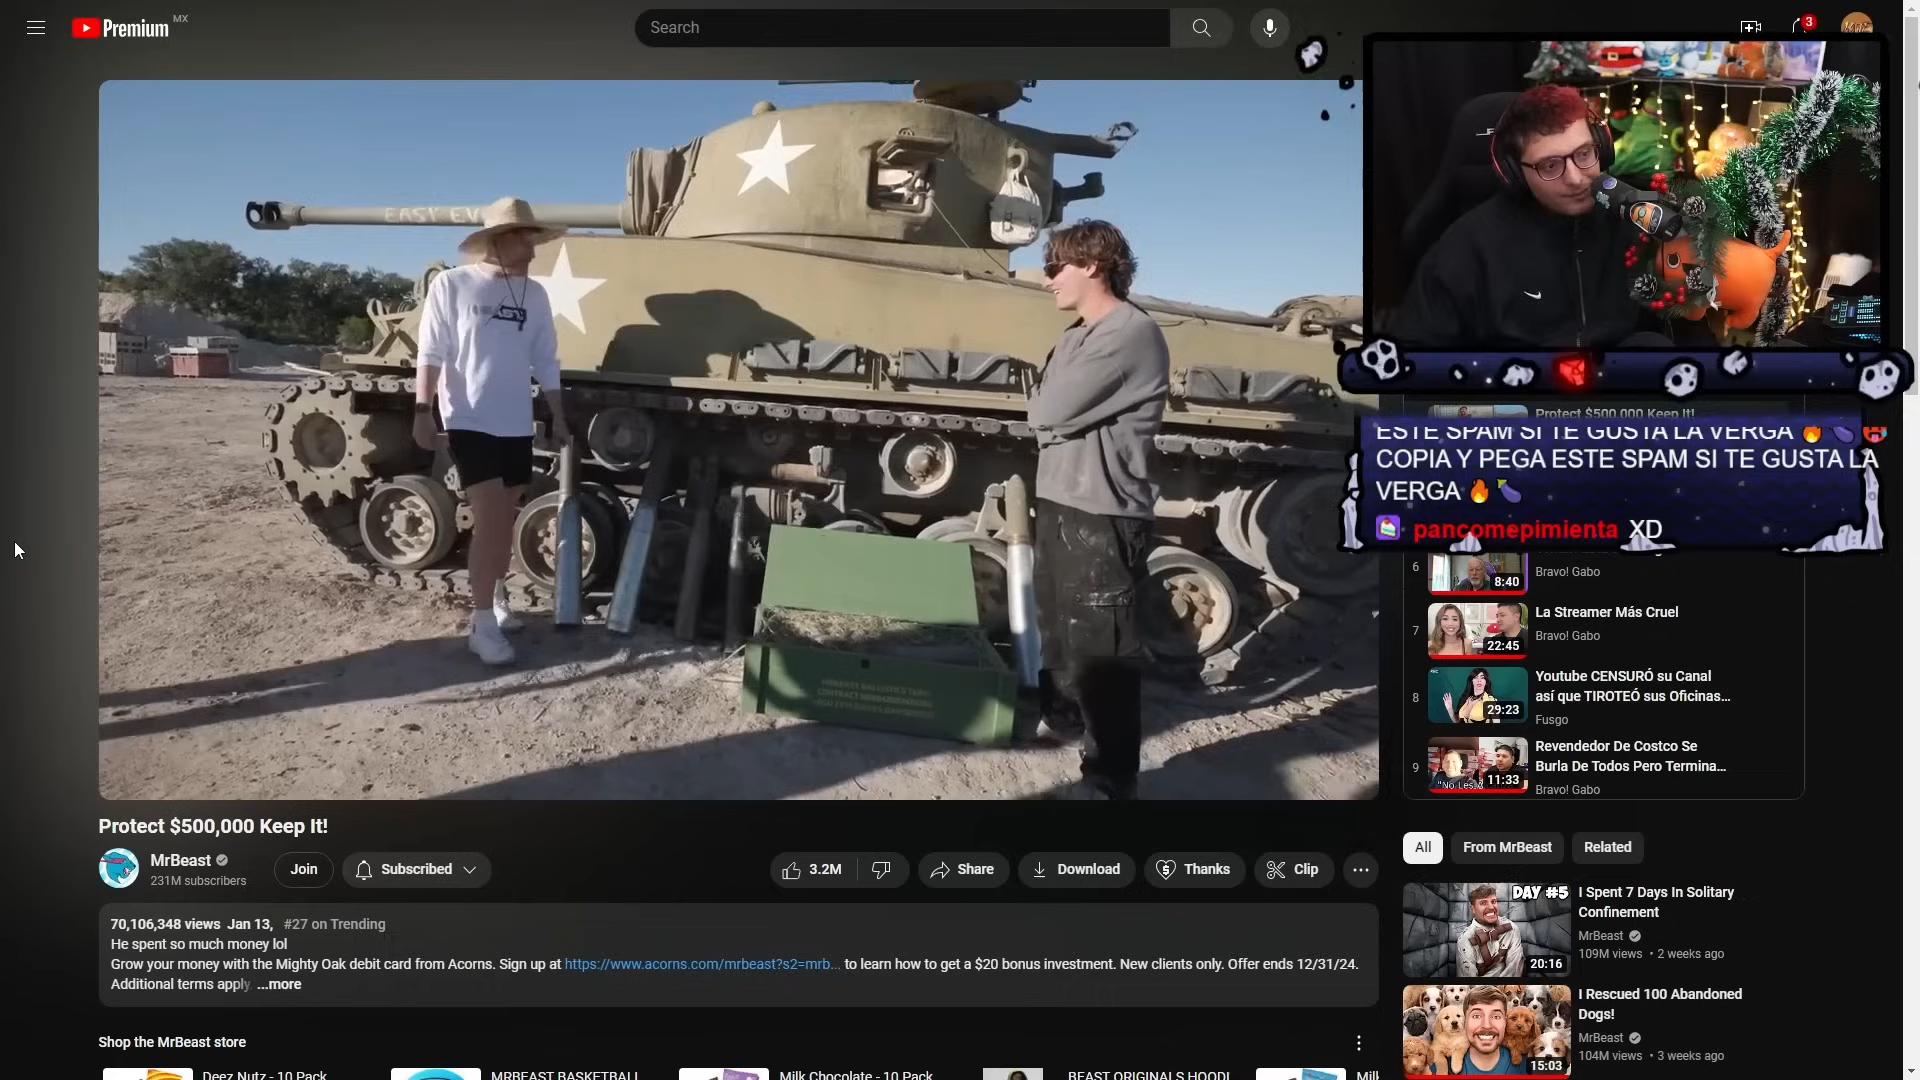 Premium
MX
Search
3
EASY
Protect $500,000 Keep It!
ESTE SPAM SI TE GUSTA LA VERGA 🔥🍆🥵
COPIA Y PEGA ESTE SPAM SI TE GUSTA LA
VERGA 🔥🍆
pancomepimienta XD
6
8:40
Bravo! Gabo
7
22:45
La Streamer Más Cruel
Bravo! Gabo
8
29:23
Youtube CENSURÓ su Canal
así que TIROTEÓ sus Oficinas...
Fusgo
9
11:33
Revendedor De Costco Se
Burla De Todos Pero Termina...
Bravo! Gabo
Protect $500,000 Keep It!
MrBeast
231M subscribers
Join
Subscribed
3.2M
Share
Download
Thanks
Clip
70,106,348 views Jan 13, #27 on Trending
He spent so much money lol
Grow your money with the Mighty Oak debit card from Acorns. Sign up at https://www.acorns.com/mrbeast?s2=mrb... to learn how to get a $20 bonus investment. New clients only. Offer ends 12/31/24.
Additional terms apply. ...more
Shop the MrBeast store
Deez Nutz - 10 Pack
MRBEAST BASKETBALL
Milk Chocolate - 10 Pack
BEAST ORIGINALS HOODI
Milk
All
From MrBeast
Related
DAY #5
20:16
I Spent 7 Days In Solitary
Confinement
MrBeast
109M views • 2 weeks ago
15:03
I Rescued 100 Abandoned
Dogs!
MrBeast
104M views • 3 weeks ago